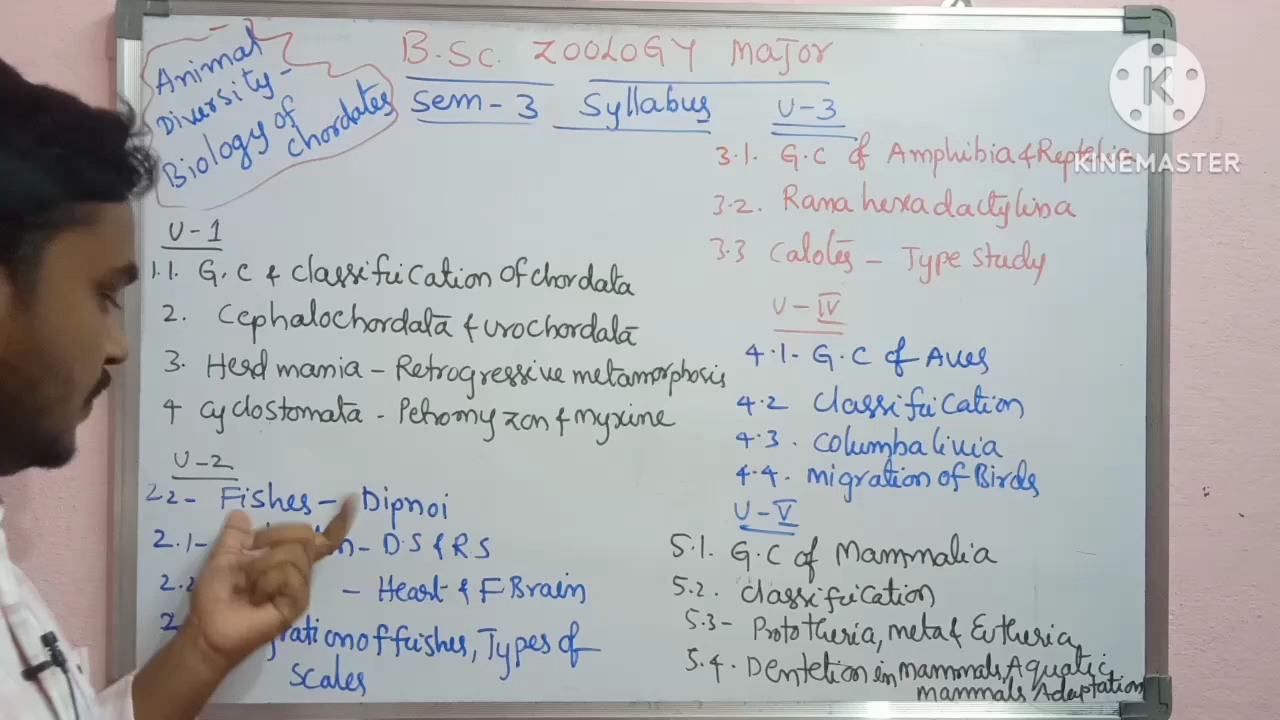 Animal
Diversity -
Biology of
chordates
B.Sc. ZOOLOGY Major
Sem - 3 Syllabus
U-1
1.1. G.C & classification of chordata
2. Cephalochordata & urochordata
3. Herdmania - Retrogressive metamorphosis
4 cyclostomata - Petromyzon & myxine
U-2
22- Fishes - Dipnoi
2.1- - D.S & R.S
- Heart & F Brain
of fishes, Types of
Scales
U-3
3.1. G.C of Amphibia & Reptelia
3.2. Rana hexadactylina
3.3 Calotes - Type study
U-IV
4.1- G.C of Aves
4.2 classification
4.3. columba livia
4.4. migration of Birds
U-V
5.1. G.C of Mammalia
5.2. classification
5.3- Prototheria, meta & Eutheria
5.4. Dentetion in mammals, Aquatic
mammals Adaptation
K
KINEMASTER